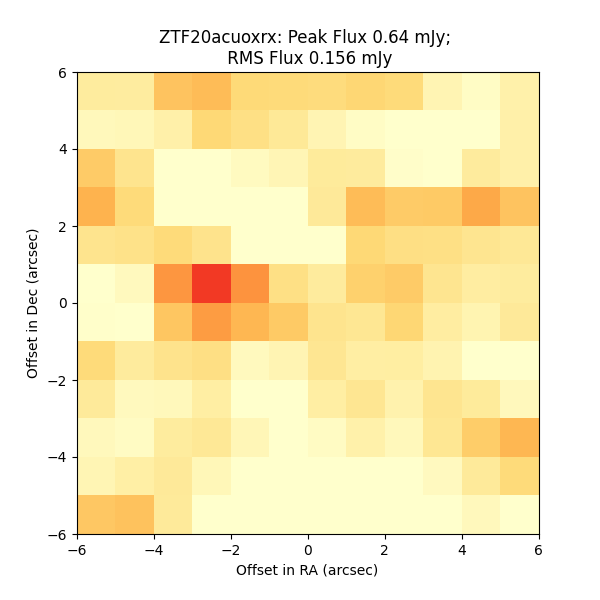 ZTF20acuoxrx: Peak Flux 0.64 mJy;
RMS Flux 0.156 mJy
6
4
2
0
−2
−4
−6
Offset in Dec (arcsec)
−6 −4 −2 0 2 4 6
Offset in RA (arcsec)